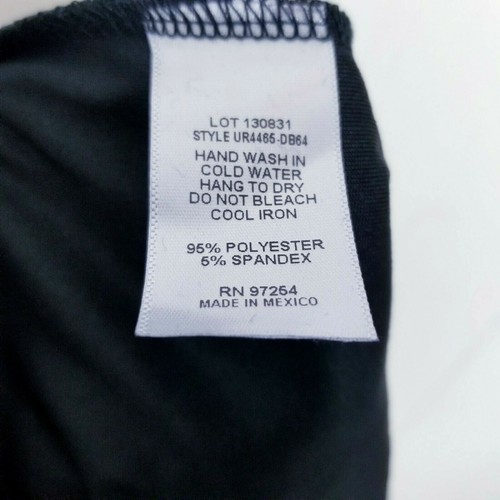 LOT 130831
STYLE UR4465-DB64
HAND WASH IN
COLD WATER
HANG TO DRY
DO NOT BLEACH
COOL IRON
95% POLYESTER
5% SPANDEX
RN 97254
MADE IN MEXICO